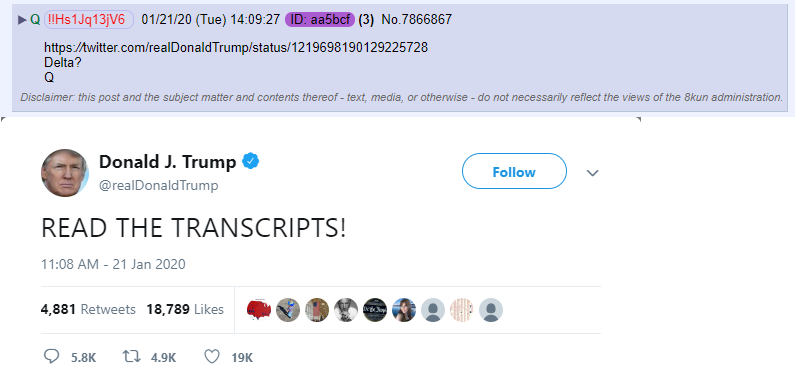 ▶ Q !!Hs1Jq13jV6 01/21/20 (Tue) 14:09:27 ID: aa5bcf (3) No.7866867
https://twitter.com/realDonaldTrump/status/1219698190129225728
Delta?
Q
Disclaimer: this post and the subject matter and contents thereof - text, media, or otherwise - do not necessarily reflect the views of the 8kun administration.
Donald J. Trump
@realDonaldTrump
Follow
READ THE TRANSCRIPTS!
11:08 AM - 21 Jan 2020
4,881 Retweets 18,789 Likes
5.8K 4.9K 19K